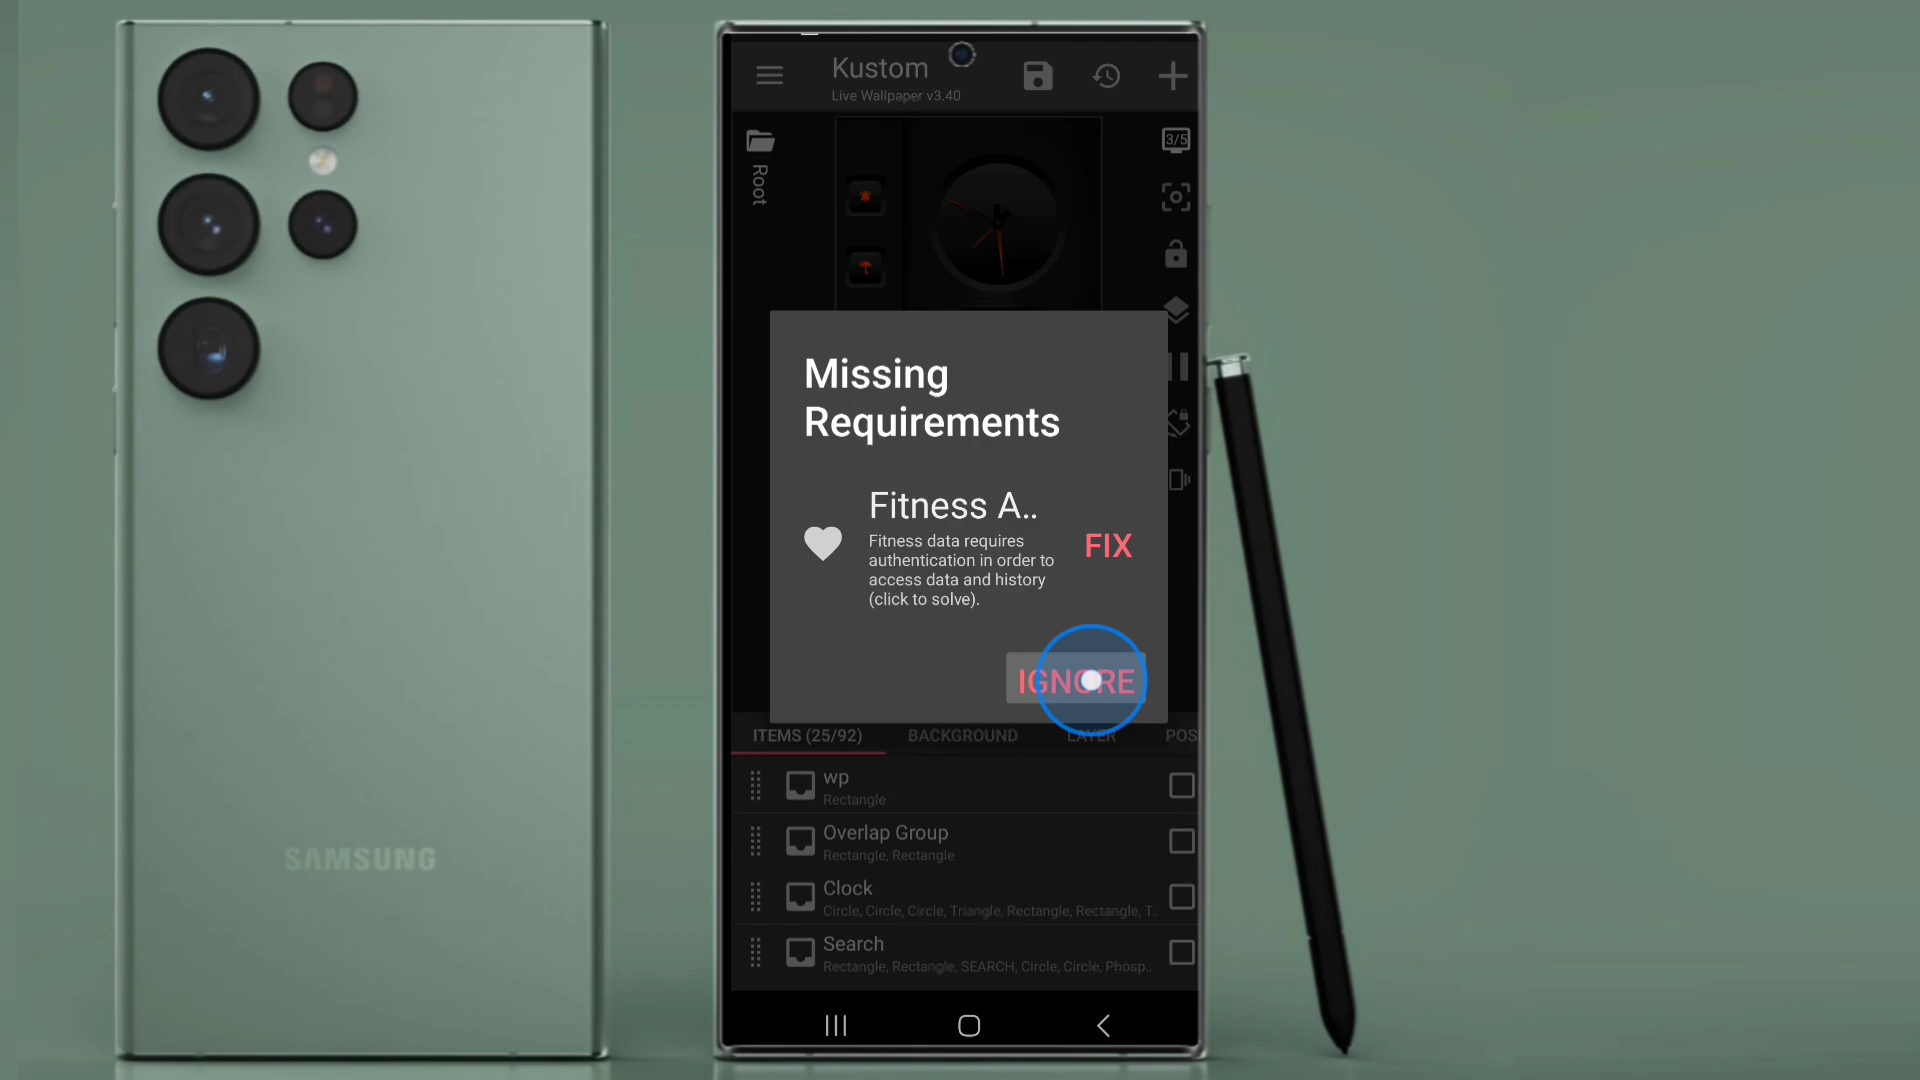 SAMSUNG
Kustom
Live Wallpaper v3.40
3/5
Root
Missing
Requirements
Fitness A..
Fitness data requires
authentication in order to
access data and history
(click to solve).
FIX
IGNORE
ITEMS (25/92) BACKGROUND LAYER POS
wp
Rectangle
Overlap Group
Rectangle, Rectangle
Clock
Circle, Circle, Circle, Triangle, Rectangle, Rectangle, T..
Search
Rectangle, Rectangle, SEARCH, Circle, Circle, Phosp..